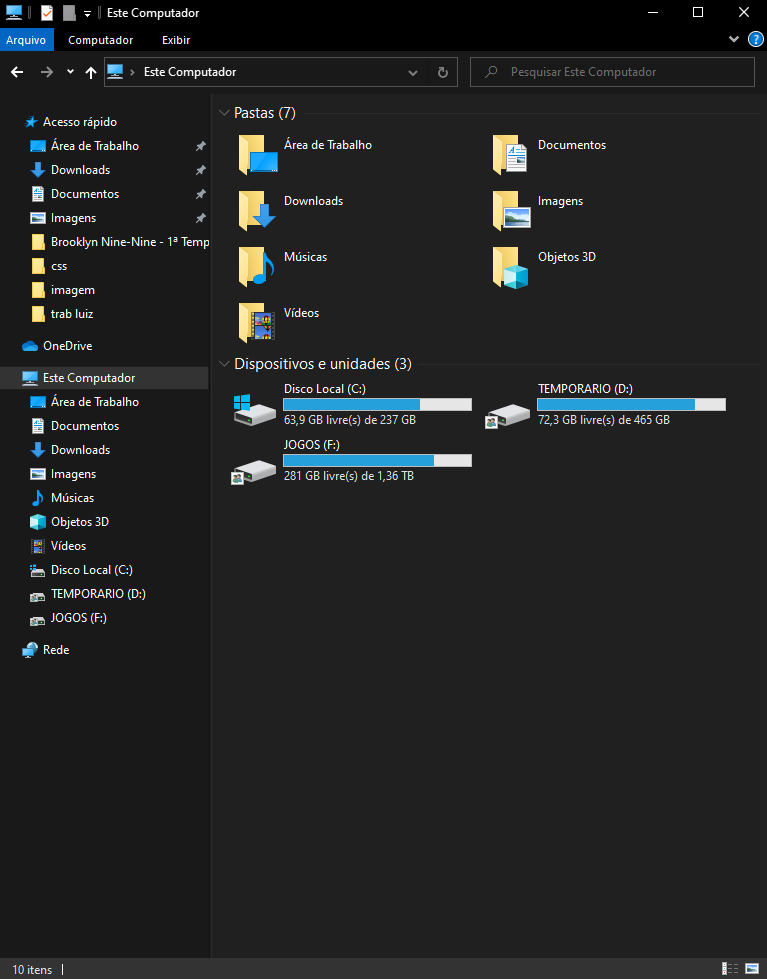 Este Computador
Arquivo
Computador
Exibir
?
Este Computador
Pesquisar Este Computador
Acesso rápido
Área de Trabalho
Downloads
Documentos
Imagens
Brooklyn Nine-Nine - 1ª Temp
css
imagem
trab luiz
OneDrive
Este Computador
Área de Trabalho
Documentos
Downloads
Imagens
Músicas
Objetos 3D
Vídeos
Disco Local (C:)
TEMPORARIO (D:)
JOGOS (F:)
Rede
Pastas (7)
Área de Trabalho
Documentos
Downloads
Imagens
Músicas
Objetos 3D
Vídeos
Dispositivos e unidades (3)
Disco Local (C:)
63,9 GB livre(s) de 237 GB
TEMPORARIO (D:)
72,3 GB livre(s) de 465 GB
JOGOS (F:)
281 GB livre(s) de 1,36 TB
10 itens